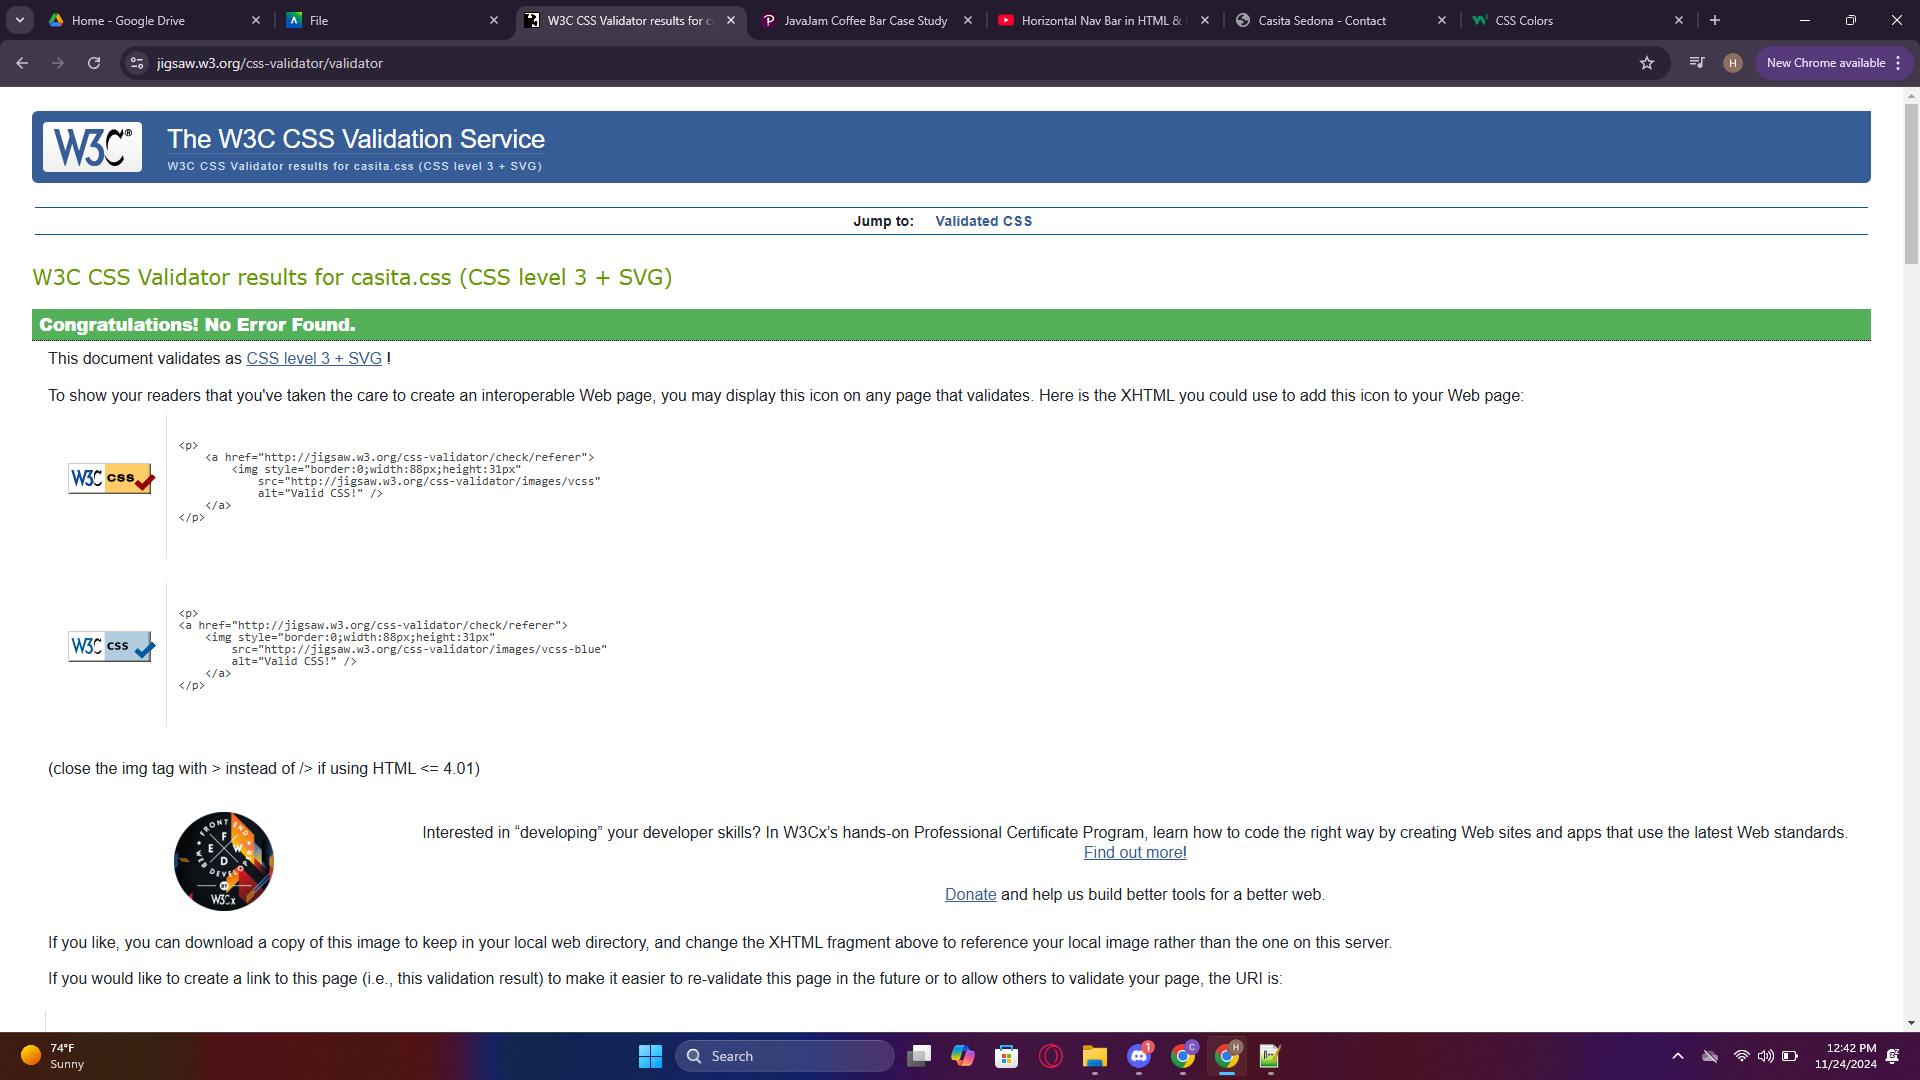 Home - Google Drive
File
W3C CSS Validator results for c
JavaJam Coffee Bar Case Study
Horizontal Nav Bar in HTML &
Casita Sedona - Contact
CSS Colors
jigsaw.w3.org/css-validator/validator
H
New Chrome available
W3C®
The W3C CSS Validation Service
W3C CSS Validator results for casita.css (CSS level 3 + SVG)
Jump to: Validated CSS
W3C CSS Validator results for casita.css (CSS level 3 + SVG)
Congratulations! No Error Found.
This document validates as CSS level 3 + SVG !
To show your readers that you've taken the care to create an interoperable Web page, you may display this icon on any page that validates. Here is the XHTML you could use to add this icon to your Web page:
W3C css
<p>
<a href="http://jigsaw.w3.org/css-validator/check/referer">
<img style="border:0;width:88px;height:31px"
src="http://jigsaw.w3.org/css-validator/images/vcss"
alt="Valid CSS!" />
</a>
</p>
W3C css
<p>
<a href="http://jigsaw.w3.org/css-validator/check/referer">
<img style="border:0;width:88px;height:31px"
src="http://jigsaw.w3.org/css-validator/images/vcss-blue"
alt="Valid CSS!" />
</a>
</p>
(close the img tag with > instead of /> if using HTML <= 4.01)
FRONT END
F E W D
WEB DEVELOPER
BY
W3Cx
Interested in “developing” your developer skills? In W3Cx’s hands-on Professional Certificate Program, learn how to code the right way by creating Web sites and apps that use the latest Web standards.
Find out more!
Donate and help us build better tools for a better web.
If you like, you can download a copy of this image to keep in your local web directory, and change the XHTML fragment above to reference your local image rather than the one on this server.
If you would like to create a link to this page (i.e., this validation result) to make it easier to re-validate this page in the future or to allow others to validate your page, the URI is:
74°F
Sunny
Search
1
C
H
12:42 PM
11/24/2024